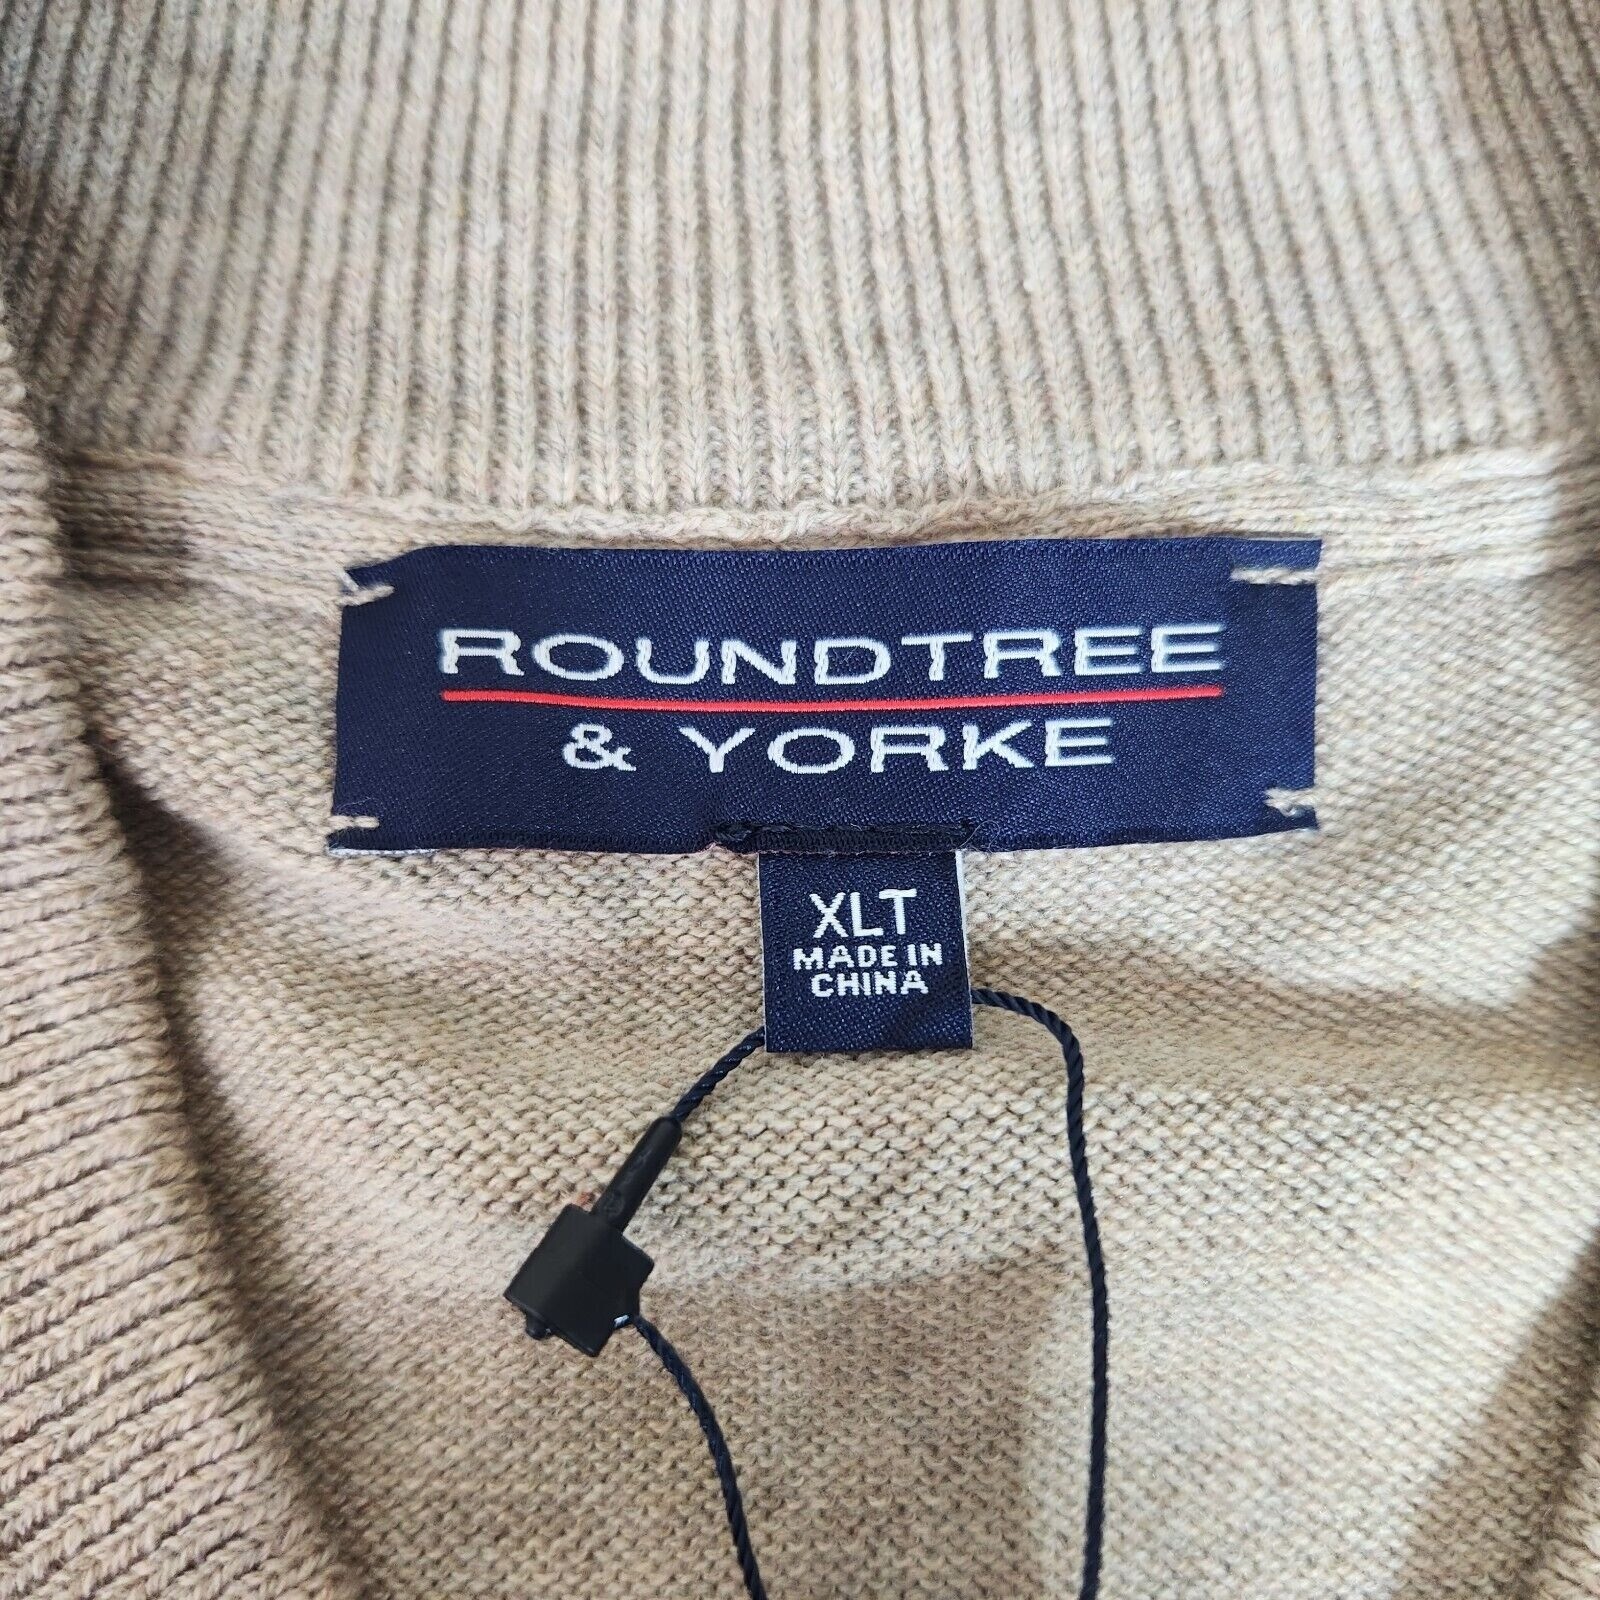 ROUNDTREE
& YORKE
XLT
MADE IN
CHINA